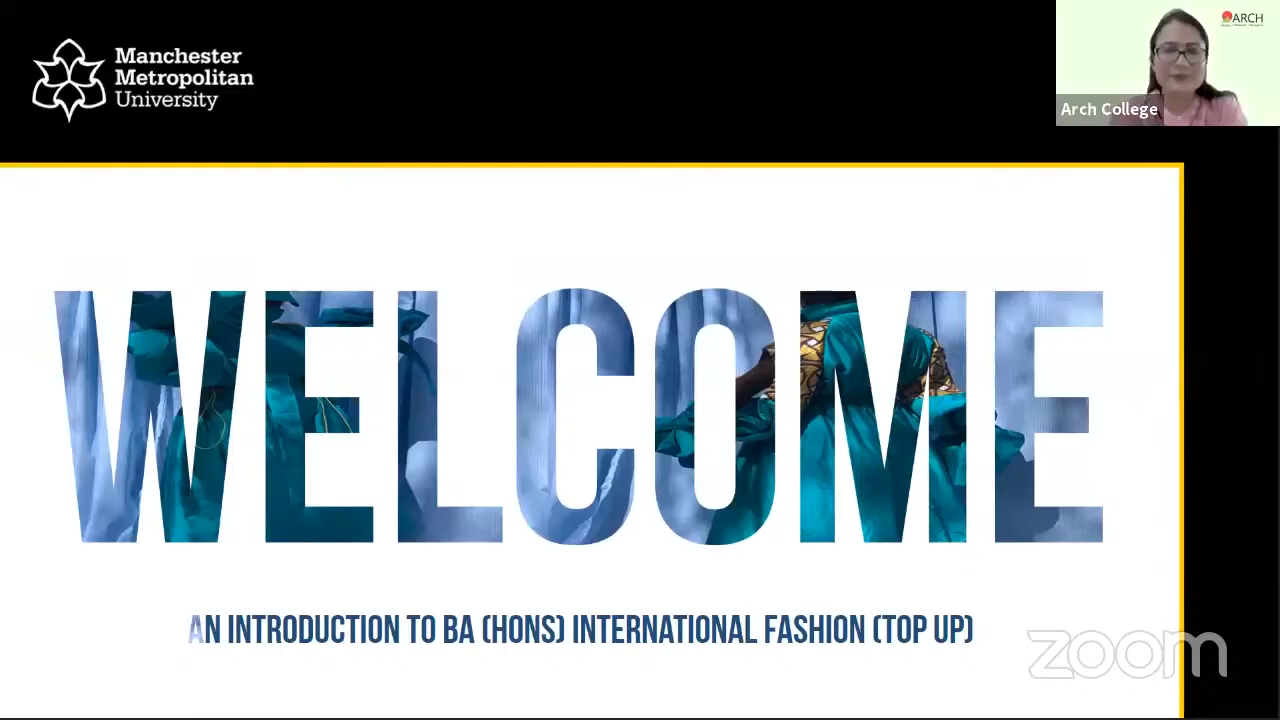 Manchester
Metropolitan
University
ARCH
Arch College
WELCOME
AN INTRODUCTION TO BA (HONS) INTERNATIONAL FASHION (TOP UP)
zoom